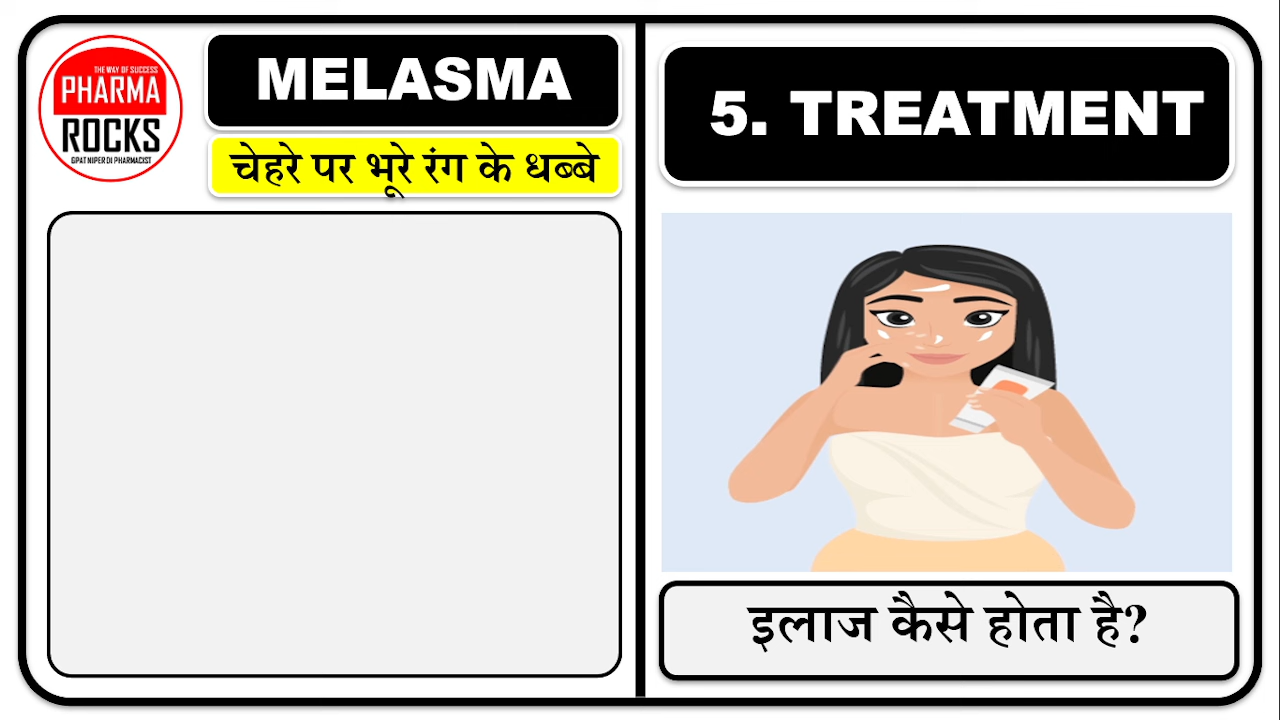 THE WAY OF SUCCESS
PHARMA
ROCKS
GPAT NIPER DI PHARMACIST
MELASMA
चेहरे पर भूरे रंग के धब्बे
5. TREATMENT
इलाज कैसे होता है?